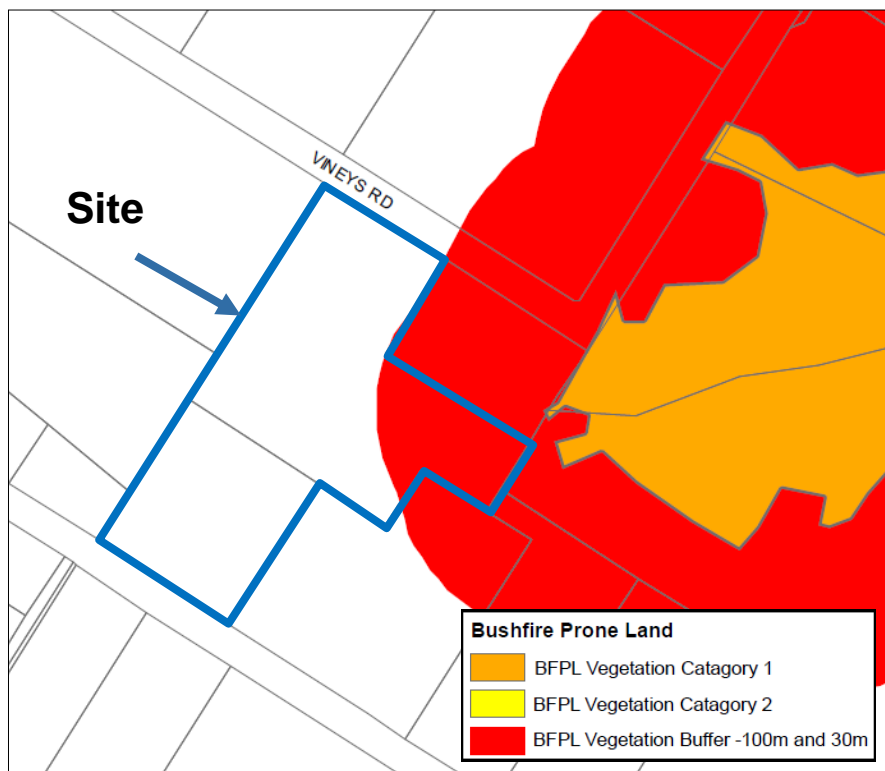 VINEYS RD
Site
Bushfire Prone Land
BFPL Vegetation Catagory 1
BFPL Vegetation Catagory 2
BFPL Vegetation Buffer -100m and 30m